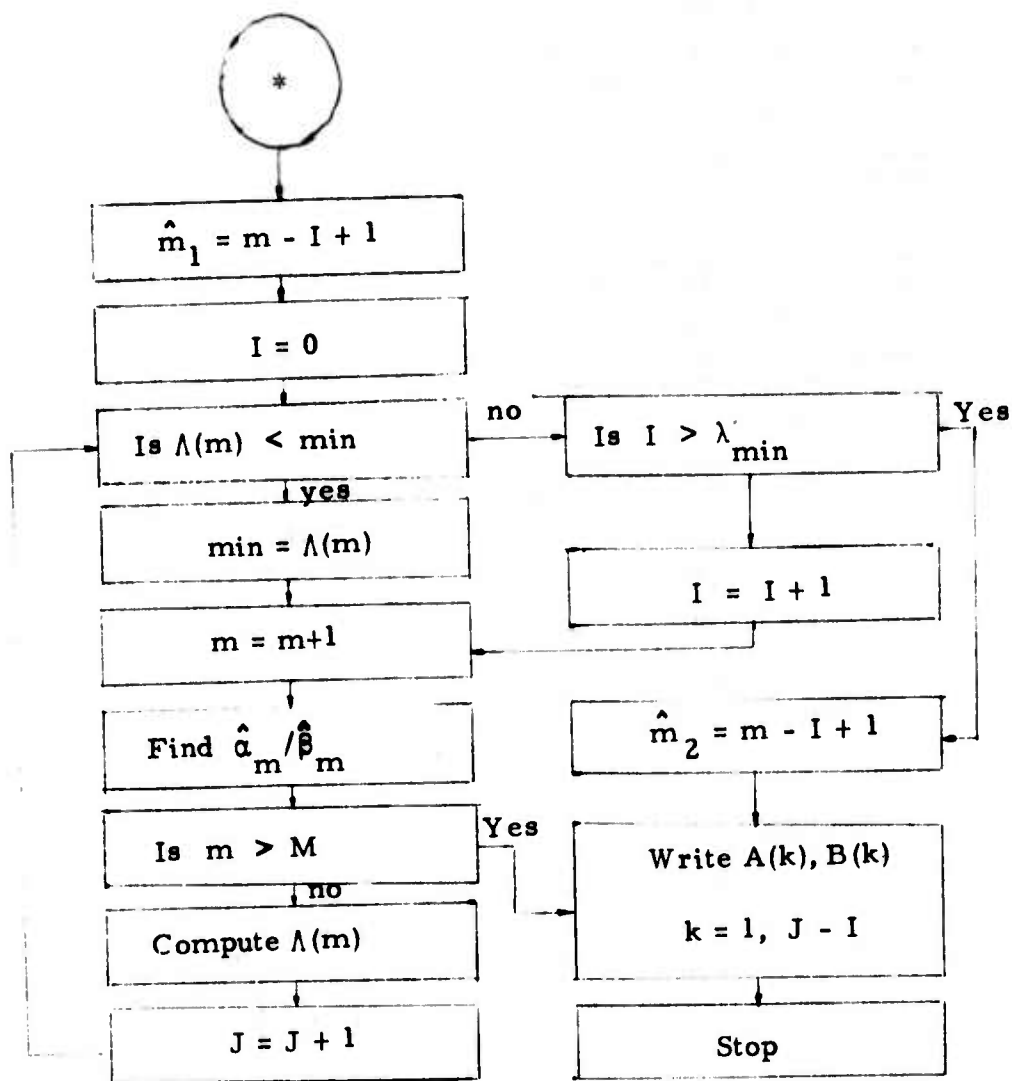 *
m̂₁ = m - I + 1
I = 0
Is Λ(m) < min
no
Is I > λmin
Yes
yes
min = Λ(m)
I = I + 1
m = m+1
Find α̂m/β̂m
m̂₂ = m - I + 1
Is m > M
Yes
Write A(k), B(k)
k = 1, J - I
no
Compute Λ(m)
J = J + 1
Stop